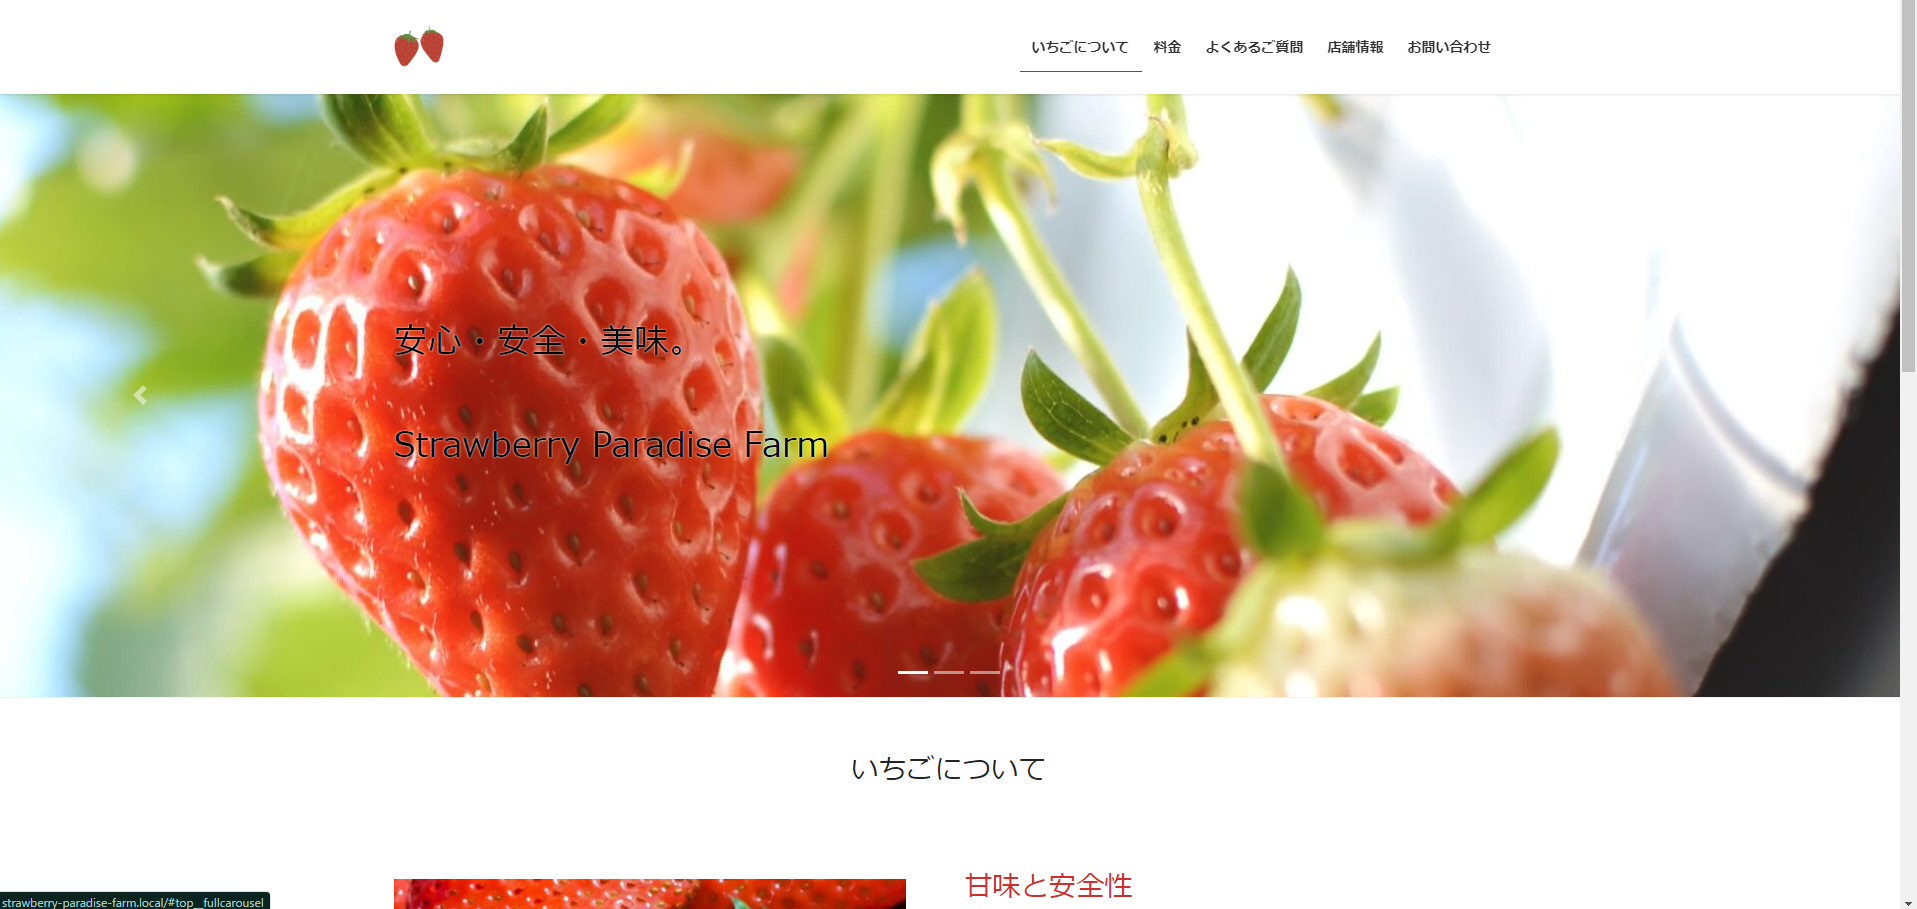 いちごについて 料金 よくあるご質問 店舗情報 お問い合わせ
安心・安全・美味。
Strawberry Paradise Farm
いちごについて
甘味と安全性
strawberry-paradise-farm.local/#top__fullcarousel